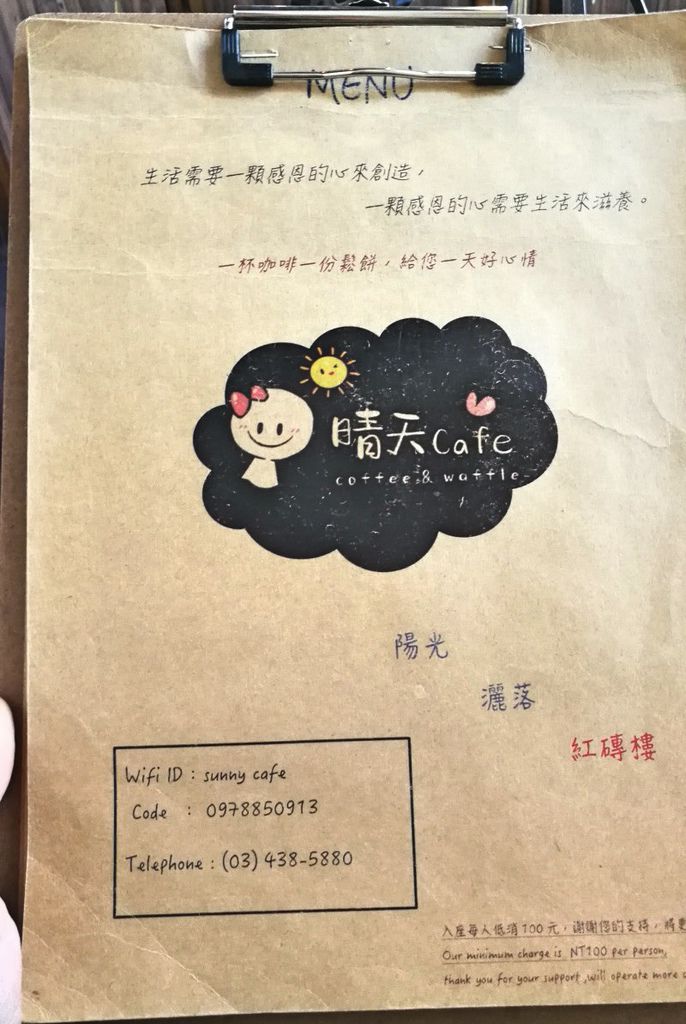 MENU
生活需要一顆感恩的心來創造，
一顆感恩的心需要生活來滋養。
一杯咖啡一份鬆餅，給您一天好心情
晴天Cafe
coffee & waffle
陽光
灑落
紅磚樓
Wifi ID : sunny cafe
Code : 0978850913
Telephone : (03) 438-5880
入座每人低消100元，謝謝您的支持，將更
Our minimum charge is NT100 per person,
thank you for your support ,will operate more